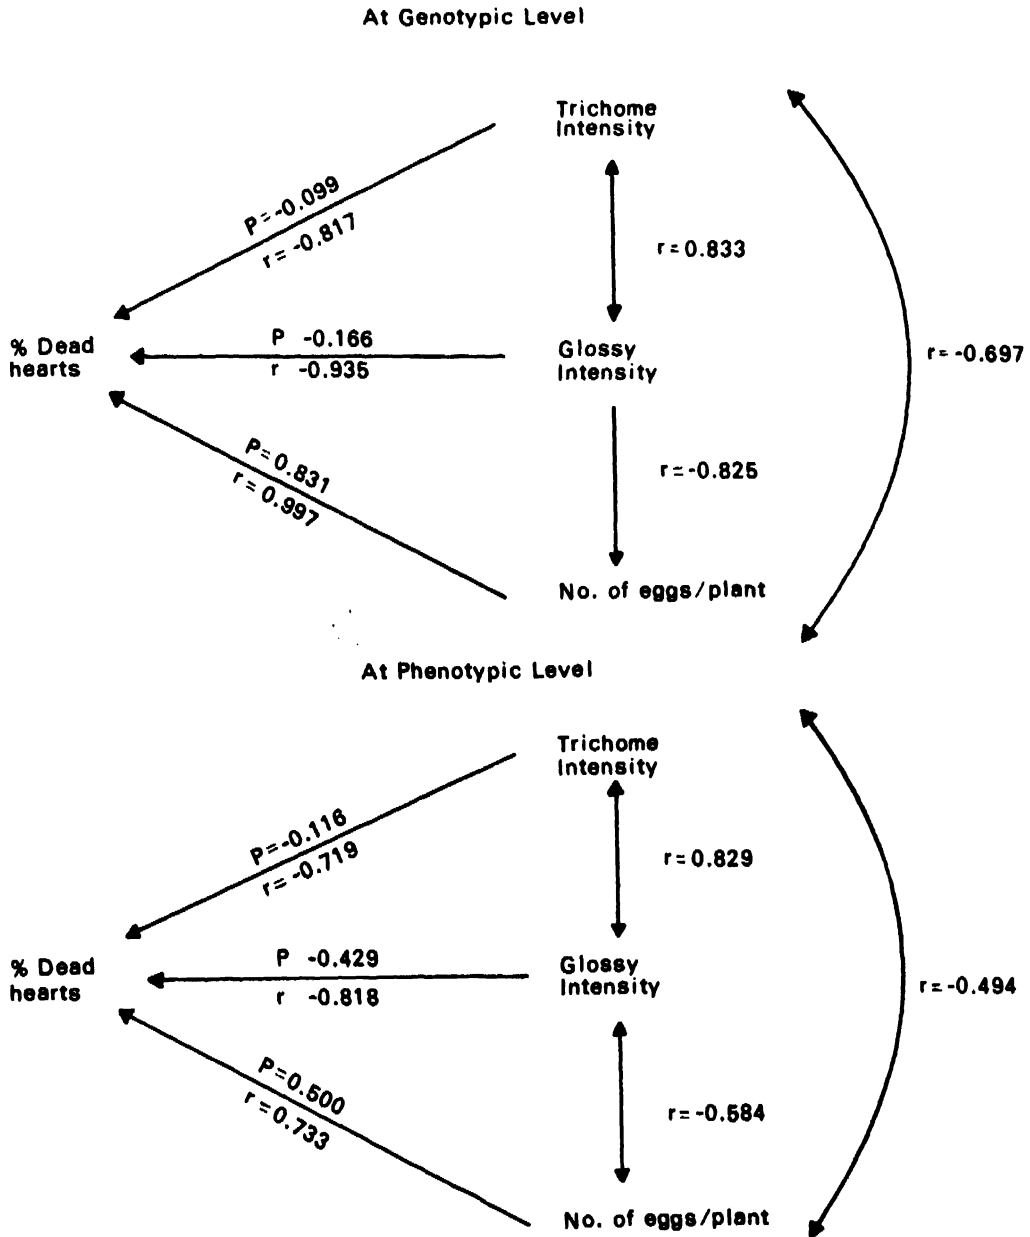 At Genotypic Level
Trichome
Intensity
P=-0.099
r=-0.817
r=0.833
% Dead
hearts
P -0.166
r -0.935
Glossy
Intensity
r=-0.697
P=0.831
r=0.997
r=-0.825
No. of eggs/plant
At Phenotypic Level
Trichome
Intensity
P=-0.116
r=-0.719
r=0.829
% Dead
hearts
P -0.429
r -0.818
Glossy
Intensity
r=-0.494
P=0.500
r=0.733
r=-0.584
No. of eggs/plant